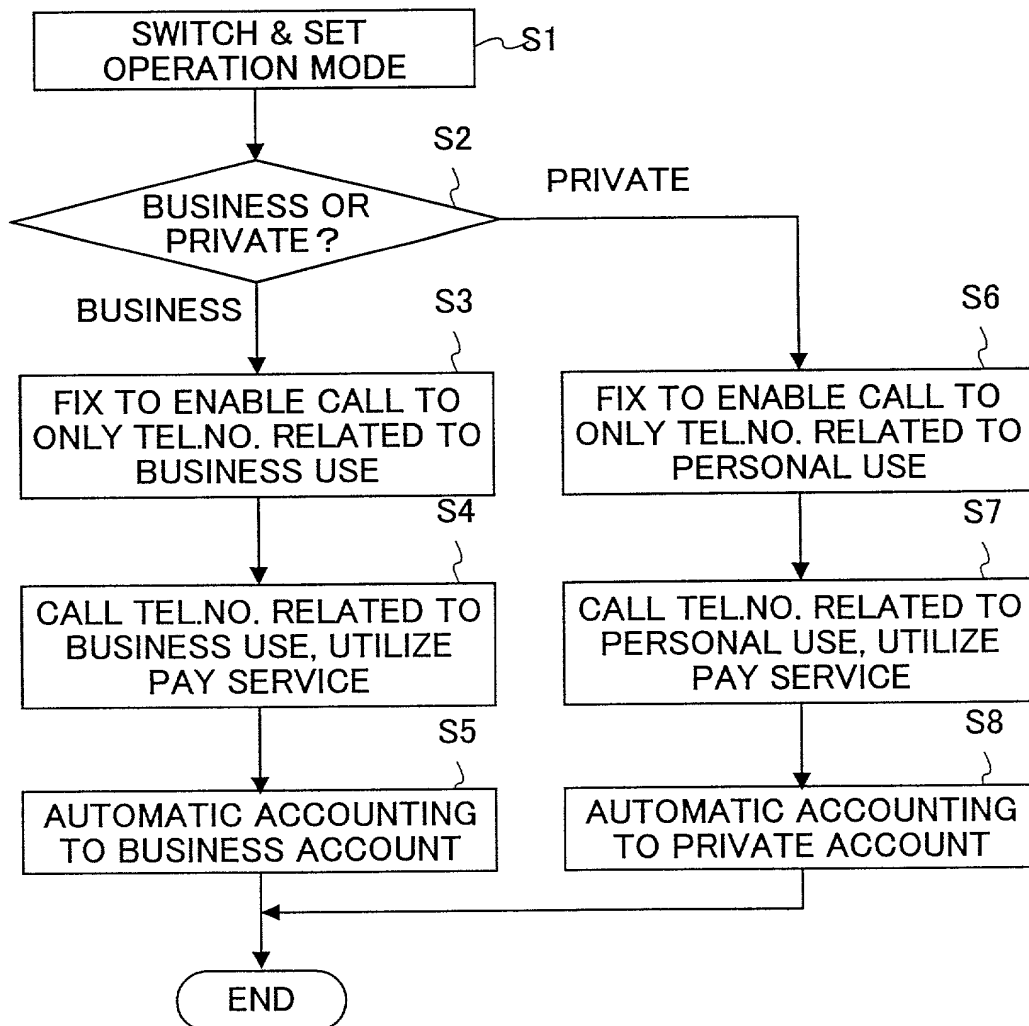 SWITCH & SET
OPERATION MODE
S1
S2
BUSINESS OR
PRIVATE?
PRIVATE
BUSINESS
S3
FIX TO ENABLE CALL TO
ONLY TEL.NO. RELATED TO
BUSINESS USE
S4
CALL TEL.NO. RELATED TO
BUSINESS USE, UTILIZE
PAY SERVICE
S5
AUTOMATIC ACCOUNTING
TO BUSINESS ACCOUNT
S6
FIX TO ENABLE CALL TO
ONLY TEL.NO. RELATED TO
PERSONAL USE
S7
CALL TEL.NO. RELATED TO
PERSONAL USE, UTILIZE
PAY SERVICE
S8
AUTOMATIC ACCOUNTING
TO PRIVATE ACCOUNT
END